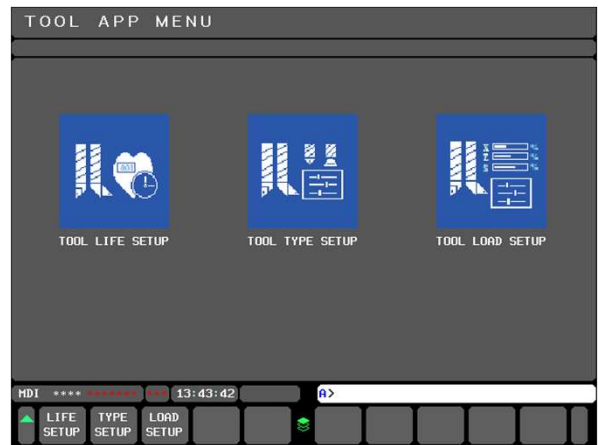 TOOL APP MENU
TOOL LIFE SETUP
TOOL TYPE SETUP
TOOL LOAD SETUP
MDI **** ******* *** 13:43:42
A>
LIFE SETUP
TYPE SETUP
LOAD SETUP